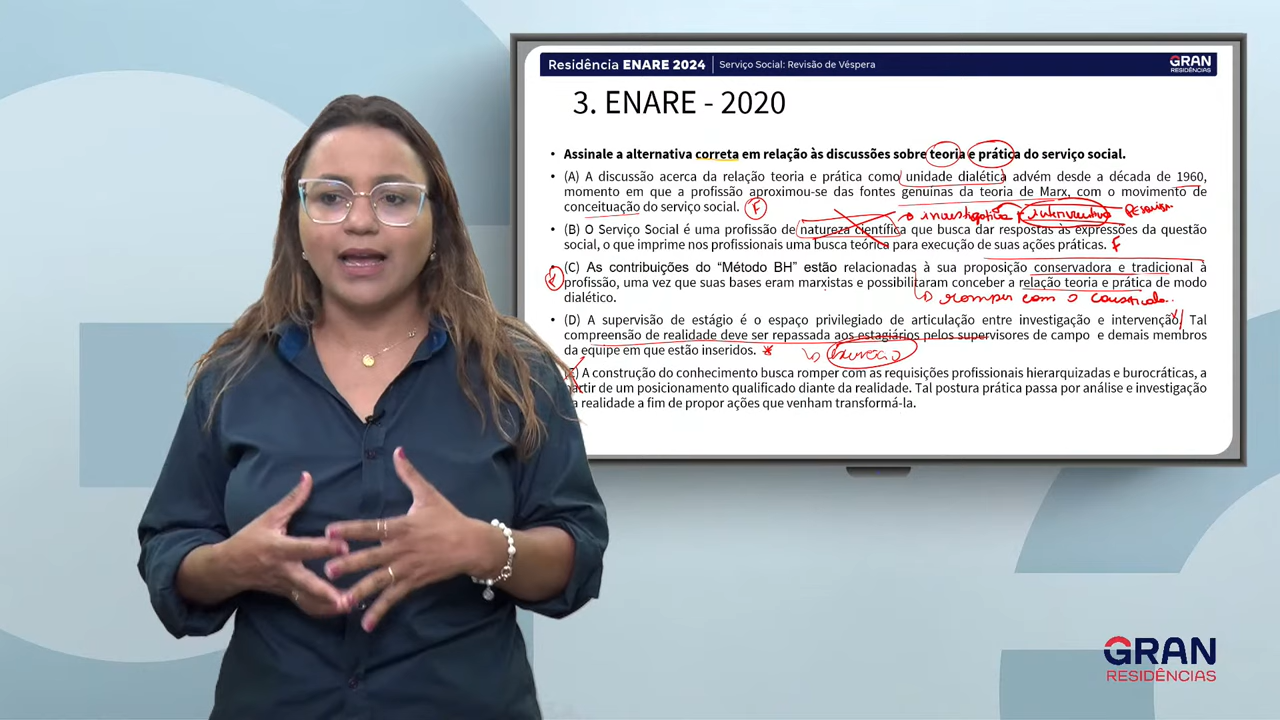 Residência ENARE 2024 | Serviço Social: Revisão de Véspera
GRAN
RESIDÊNCIAS
3. ENARE - 2020
• Assinale a alternativa correta em relação às discussões sobre teoria e prática do serviço social.
• (A) A discussão acerca da relação teoria e prática como unidade dialética advém desde a década de 1960,
momento em que a profissão aproximou-se das fontes genuínas da teoria de Marx, com o movimento de
conceituação do serviço social. F
investigativa e interventiva Pesquisa
• (B) O Serviço Social é uma profissão de natureza científica que busca dar respostas às expressões da questão
social, o que imprime nos profissionais uma busca teórica para execução de suas ações práticas. F
• (C) As contribuições do “Método BH” estão relacionadas à sua proposição conservadora e tradicional à
profissão, uma vez que suas bases eram marxistas e possibilitaram conceber a relação teoria e prática de modo
dialético. romper com o
• (D) A supervisão de estágio é o espaço privilegiado de articulação entre investigação e intervenção. Tal
compreensão de realidade deve ser repassada aos estagiários pelos supervisores de campo e demais membros
da equipe em que estão inseridos.
A construção do conhecimento busca romper com as requisições profissionais hierarquizadas e burocráticas, a
partir de um posicionamento qualificado diante da realidade. Tal postura prática passa por análise e investigação
realidade a fim de propor ações que venham transformá-la.
GRAN
RESIDÊNCIAS